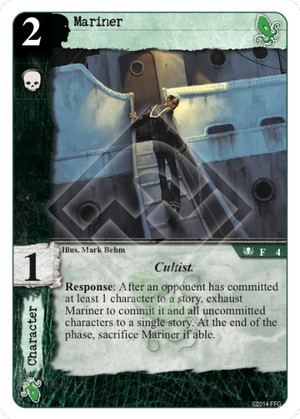 2
Mariner
Illus. Mark Behm
F 4
1
Cultist.
Response: After an opponent has committed
at least 1 character to a story, exhaust
Mariner to commit it and all uncommitted
characters to a single story. At the end of the
phase, sacrifice Mariner if able.
Character
©2014 FFG